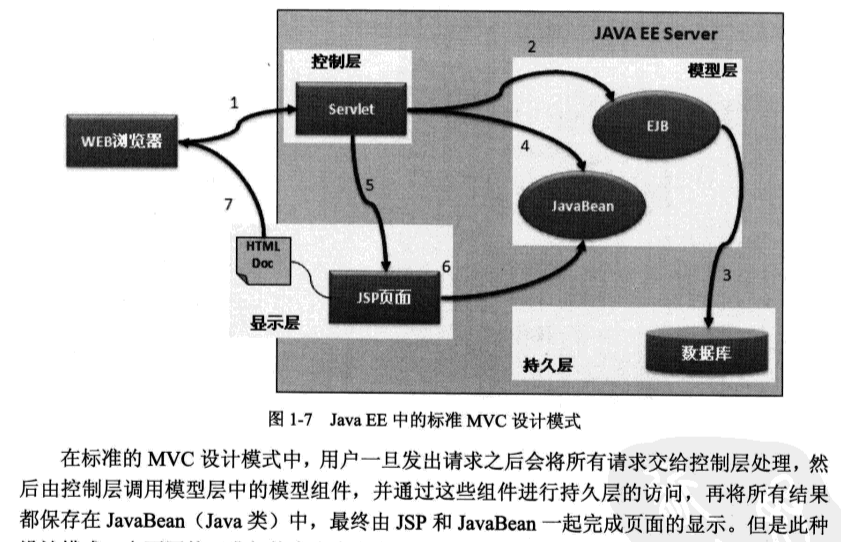 JAVA EE Server
2
控制层
模型层
Servlet
1
EJB
WEB浏览器
4
5
JavaBean
7
HTML
Doc
6
3
JSP页面
显示层
数据库
持久层
图 1-7 Java EE 中的标准 MVC 设计模式
在标准的 MVC 设计模式中，用户一旦发出请求之后会将所有请求交给控制层处理，然
后由控制层调用模型层中的模型组件，并通过这些组件进行持久层的访问，再将所有结果
都保存在 JavaBean（Java 类）中，最终由 JSP 和 JavaBean 一起完成页面的显示。但是此种